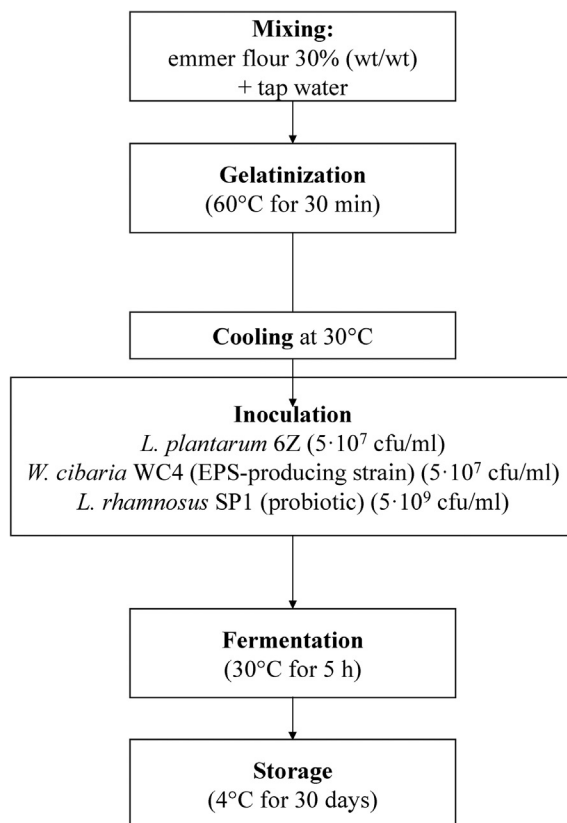 Mixing:
emmer flour 30% (wt/wt)
+ tap water
Gelatinization
(60°C for 30 min)
Cooling at 30°C
Inoculation
L. plantarum 6Z (5·10⁷ cfu/ml)
W. cibaria WC4 (EPS-producing strain) (5·10⁷ cfu/ml)
L. rhamnosus SP1 (probiotic) (5·10⁹ cfu/ml)
Fermentation
(30°C for 5 h)
Storage
(4°C for 30 days)